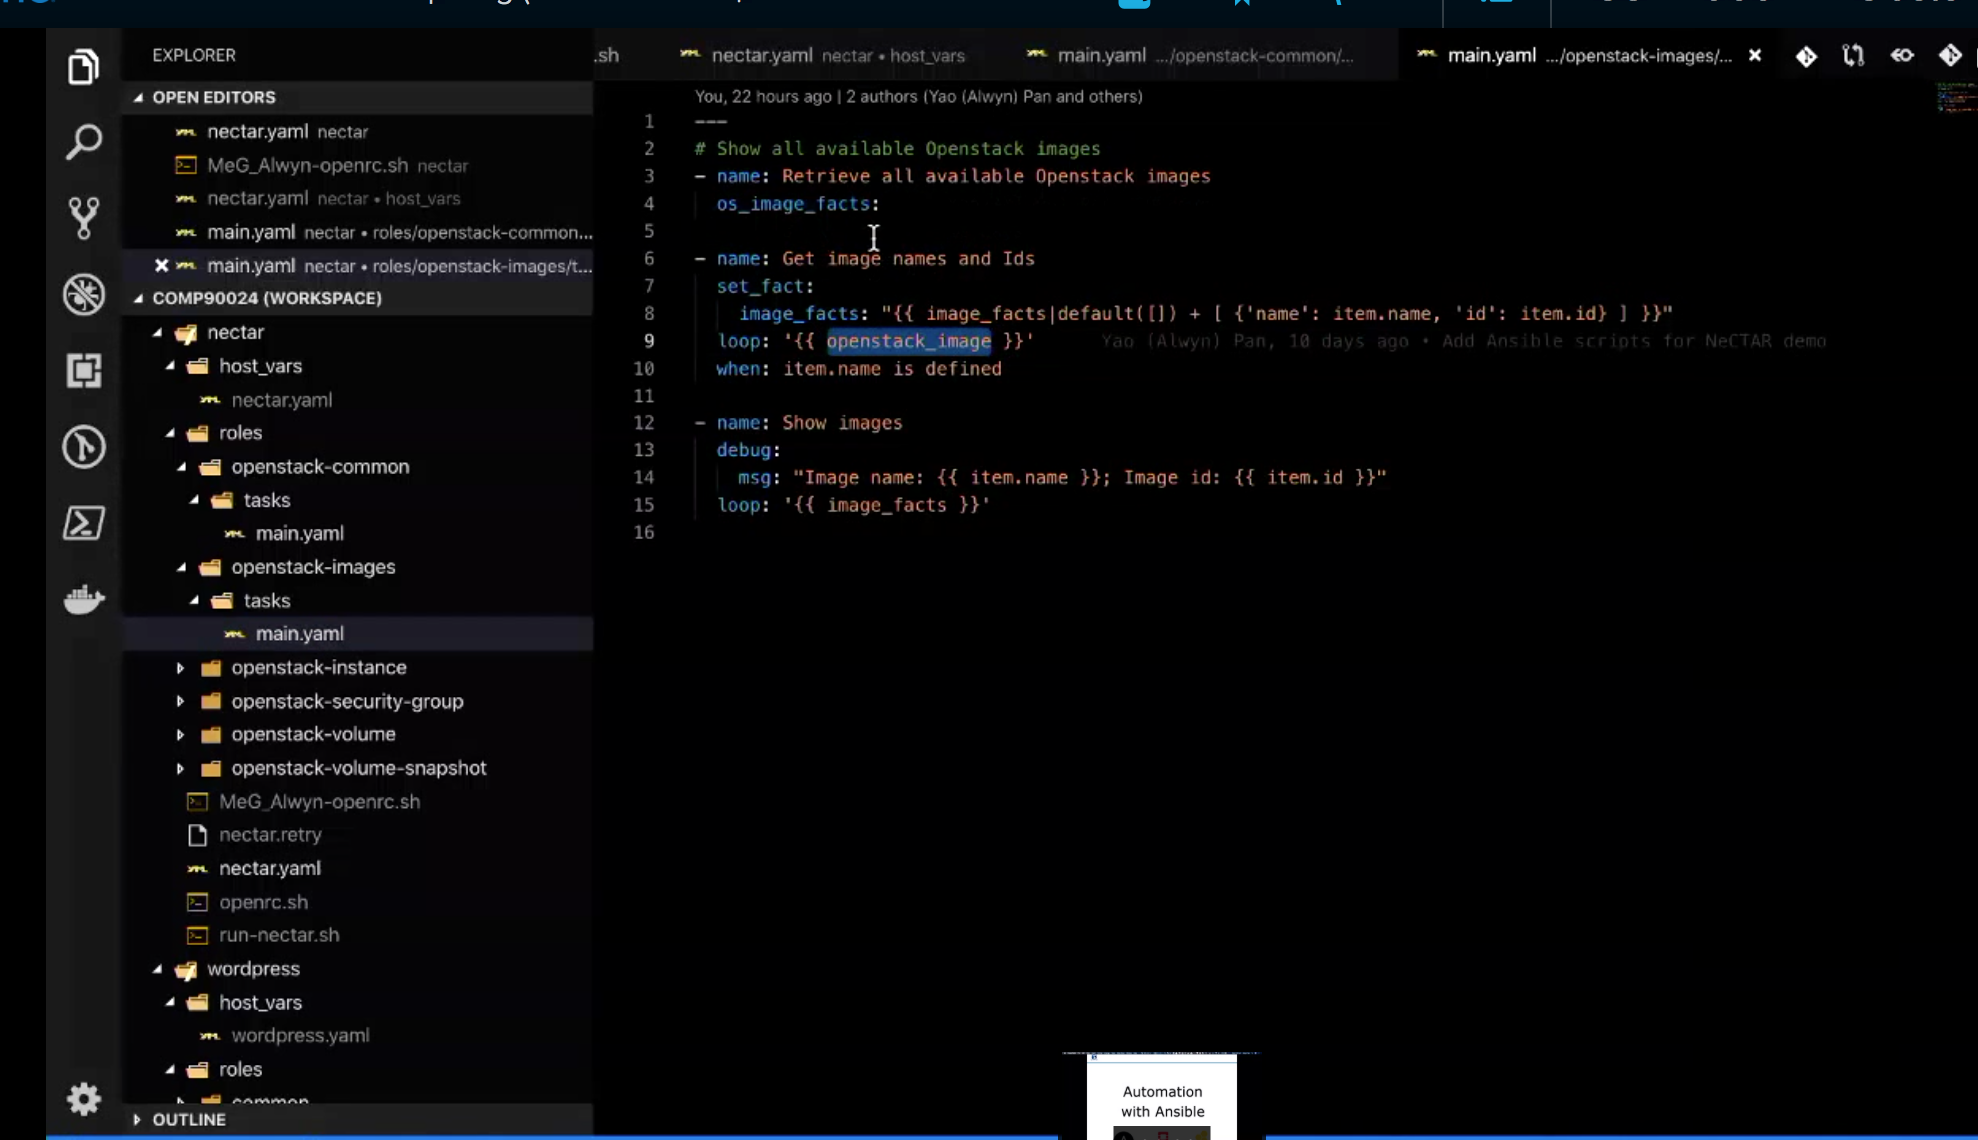 EXPLORER
OPEN EDITORS
nectar.yaml nectar
MeG_Alwyn-openrc.sh nectar
nectar.yaml nectar • host_vars
main.yaml nectar • roles/openstack-common...
main.yaml nectar • roles/openstack-images/t...
COMP90024 (WORKSPACE)
nectar
host_vars
nectar.yaml
roles
openstack-common
tasks
main.yaml
openstack-images
tasks
main.yaml
openstack-instance
openstack-security-group
openstack-volume
openstack-volume-snapshot
MeG_Alwyn-openrc.sh
nectar.retry
nectar.yaml
openrc.sh
run-nectar.sh
wordpress
host_vars
wordpress.yaml
roles
common
OUTLINE
.sh
nectar.yaml nectar • host_vars
main.yaml .../openstack-common/...
main.yaml .../openstack-images/...
You, 22 hours ago | 2 authors (Yao (Alwyn) Pan and others)
1 ---
2 # Show all available Openstack images
3 - name: Retrieve all available Openstack images
4 os_image_facts:
5
6 - name: Get image names and Ids
7 set_fact:
8 image_facts: "{{ image_facts|default([]) + [ {'name': item.name, 'id': item.id} ] }}"
9 loop: '{{ openstack_image }}' Yao (Alwyn) Pan, 10 days ago • Add Ansible scripts for NeCTAR demo
10 when: item.name is defined
11
12 - name: Show images
13 debug:
14 msg: "Image name: {{ item.name }}; Image id: {{ item.id }}"
15 loop: '{{ image_facts }}'
16
Automation
with Ansible